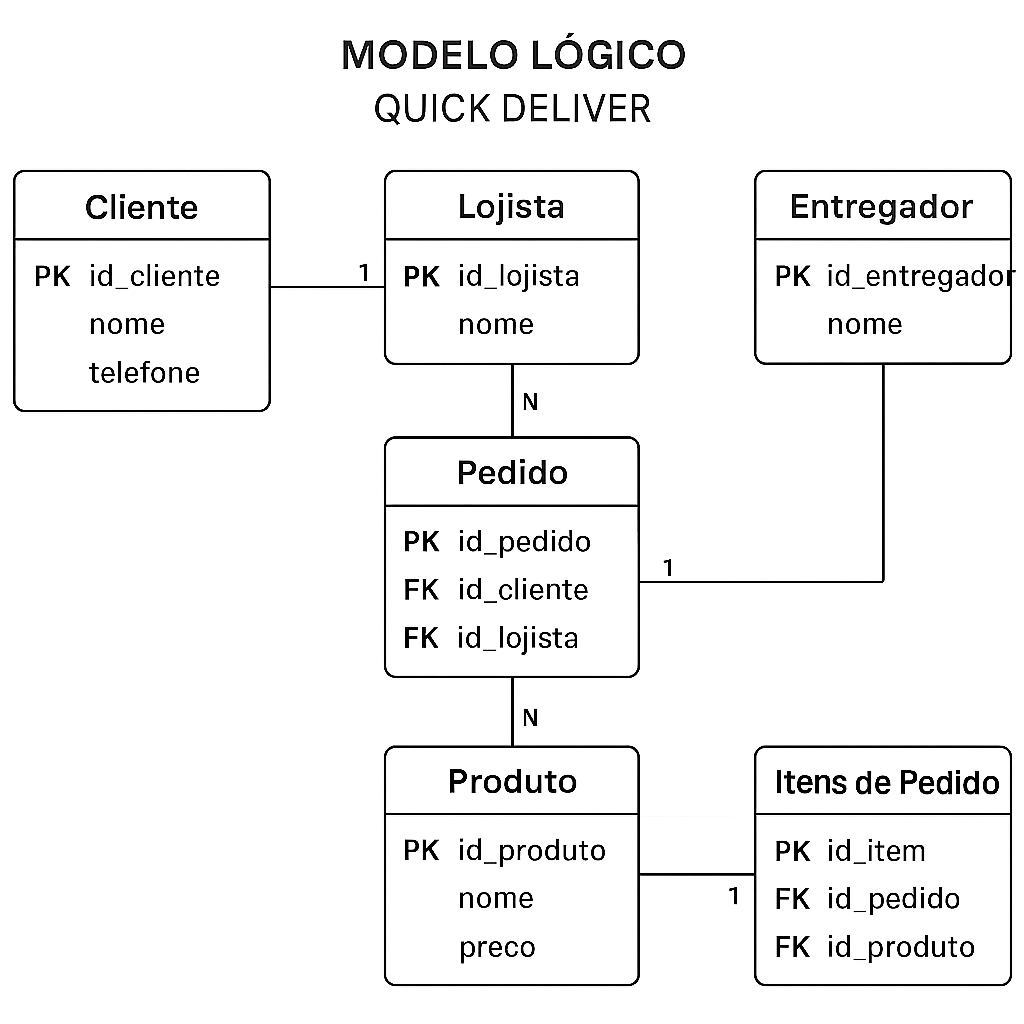 MODELO LÓGICO
QUICK DELIVER
Cliente
PK id_cliente
nome
telefone
1
Lojista
PK id_lojista
nome
Entregador
PK id_entregador
nome
N
Pedido
PK id_pedido
FK id_cliente
FK id_lojista
1
N
Produto
PK id_produto
nome
preco
1
Itens de Pedido
PK id_item
FK id_pedido
FK id_produto